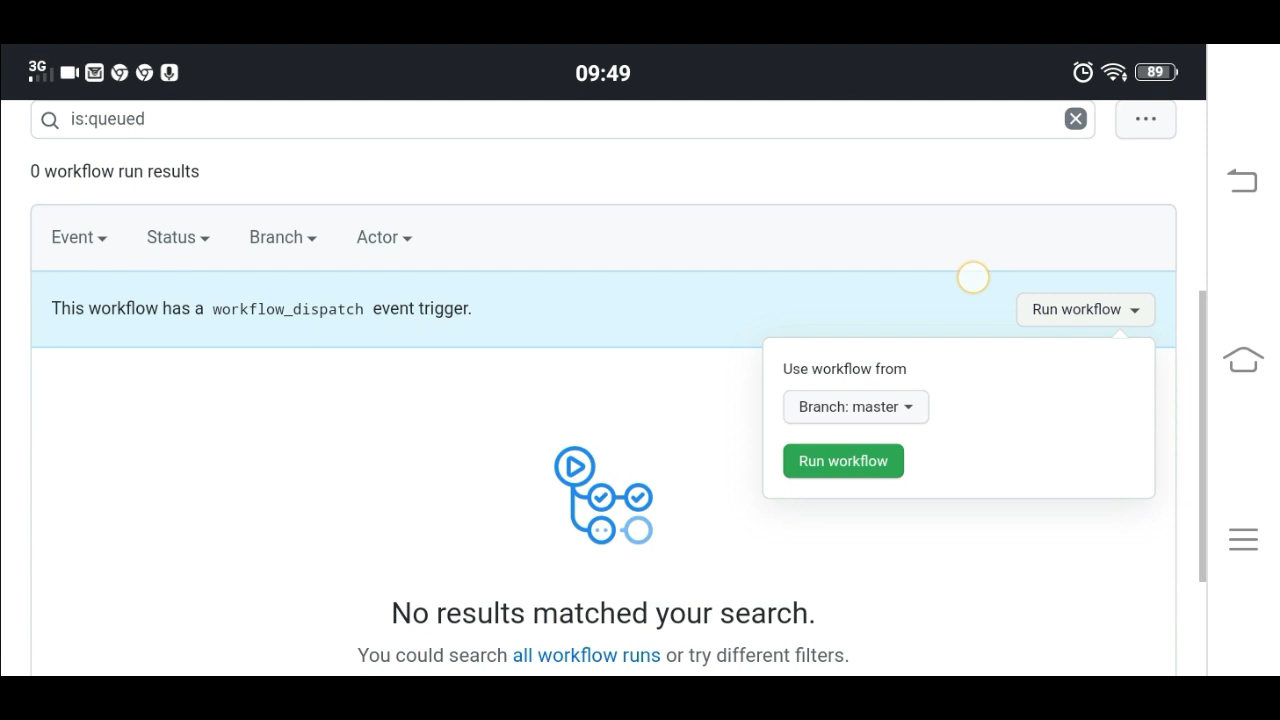 3G 09:49 89
is:queued
0 workflow run results
Event Status Branch Actor
This workflow has a workflow_dispatch event trigger. Run workflow
Use workflow from
Branch: master
Run workflow
No results matched your search.
You could search all workflow runs or try different filters.